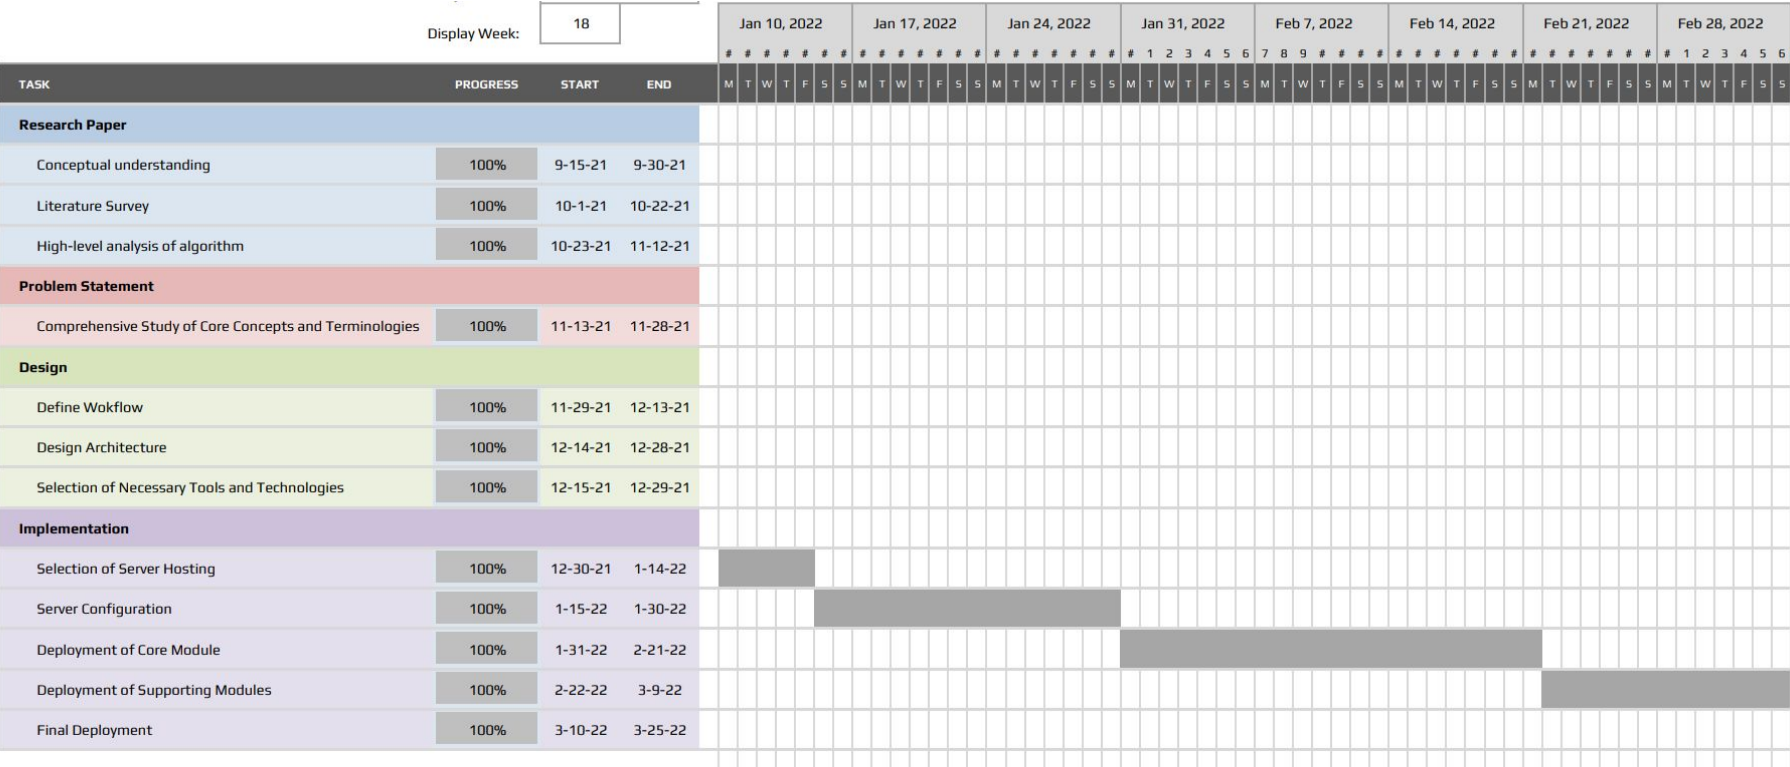 Display Week: 18
Jan 10, 2022 Jan 17, 2022 Jan 24, 2022 Jan 31, 2022 Feb 7, 2022 Feb 14, 2022 Feb 21, 2022 Feb 28, 2022
# # # # # # # # # # # # # # # # # # # # # # 1 2 3 4 5 6 7 8 9 # # # # # # # # # # # # # # # # # # # 1 2 3 4 5 6
TASK PROGRESS START END M T W T F S S M T W T F S S M T W T F S S M T W T F S S M T W T F S S M T W T F S S M T W T F S S M T W T F S S
Research Paper
Conceptual understanding 100% 9-15-21 9-30-21
Literature Survey 100% 10-1-21 10-22-21
High-level analysis of algorithm 100% 10-23-21 11-12-21
Problem Statement
Comprehensive Study of Core Concepts and Terminologies 100% 11-13-21 11-28-21
Design
Define Wokflow 100% 11-29-21 12-13-21
Design Architecture 100% 12-14-21 12-28-21
Selection of Necessary Tools and Technologies 100% 12-15-21 12-29-21
Implementation
Selection of Server Hosting 100% 12-30-21 1-14-22
Server Configuration 100% 1-15-22 1-30-22
Deployment of Core Module 100% 1-31-22 2-21-22
Deployment of Supporting Modules 100% 2-22-22 3-9-22
Final Deployment 100% 3-10-22 3-25-22